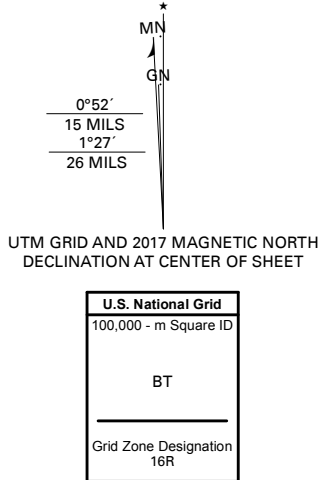 MN
GN
0°52´
15 MILS
1°27´
26 MILS
UTM GRID AND 2017 MAGNETIC NORTH
DECLINATION AT CENTER OF SHEET
U.S. National Grid
100,000 - m Square ID
BT
Grid Zone Designation
16R